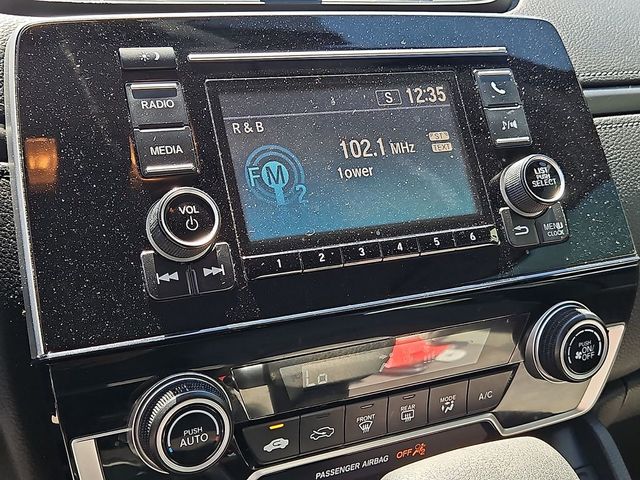 RADIO
MEDIA
VOL
S 12:35
R & B
ST
102.1 MHz
TEXT
FM 2
1ower
1 2 3 4 5 6
LIST
PUSH
SELECT
MENU
CLOCK
PUSH
AUTO
FRONT
REAR
MODE
A/C
PUSH
ON/
OFF
PASSENGER AIRBAG OFF